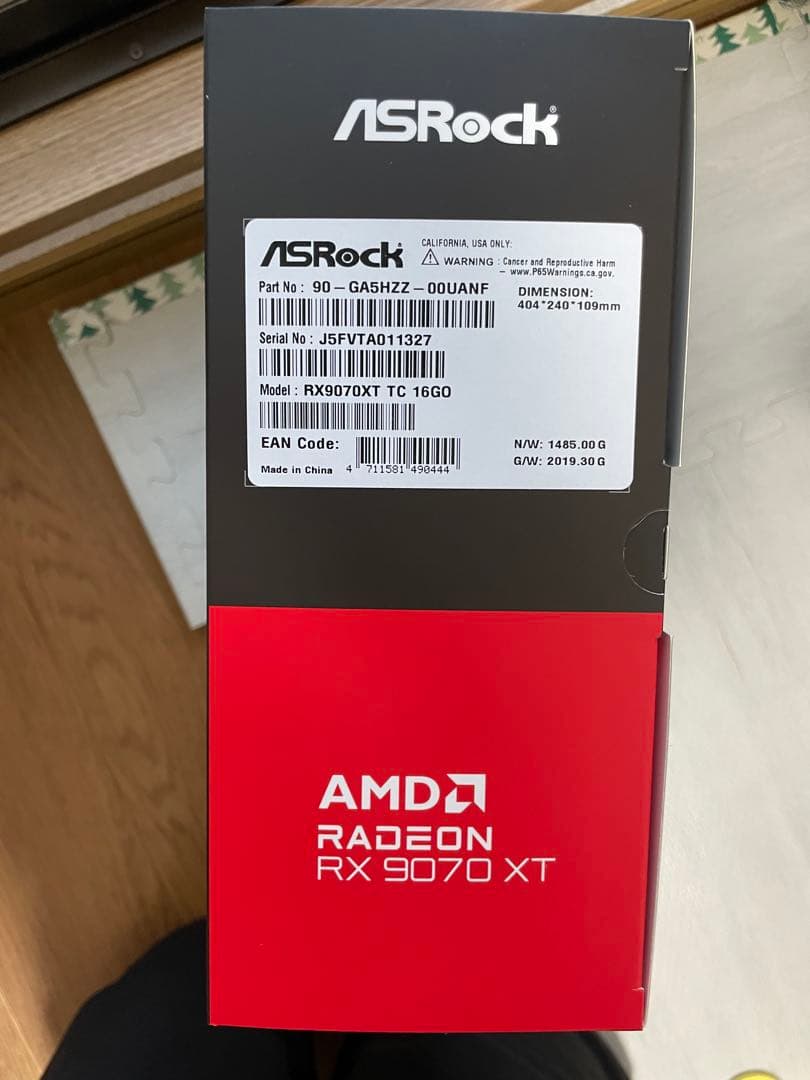 ASRock
ASRock
CALIFORNIA, USA ONLY:
⚠ WARNING : Cancer and Reproductive Harm
– www.P65Warnings.ca.gov.
Part No : 90-GA5HZZ-00UANF
DIMENSION:
404*240*109mm
Serial No : J5FVTA011327
Model : RX9070XT TC 16GO
EAN Code:
N/W: 1485.00G
G/W: 2019.30G
Made in China
4 711581 490444
AMD
RADEON
RX 9070 XT